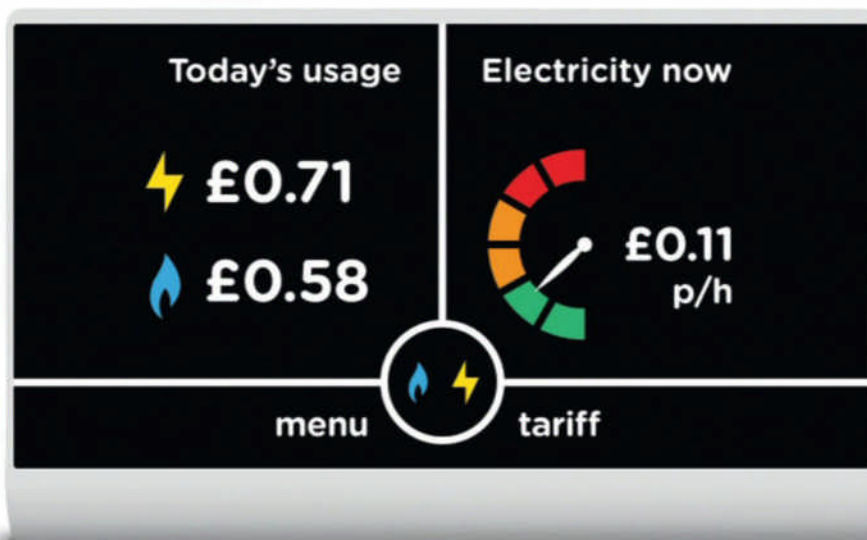 Today's usage
£0.71
£0.58
Electricity now
£0.11
p/h
menu
tariff